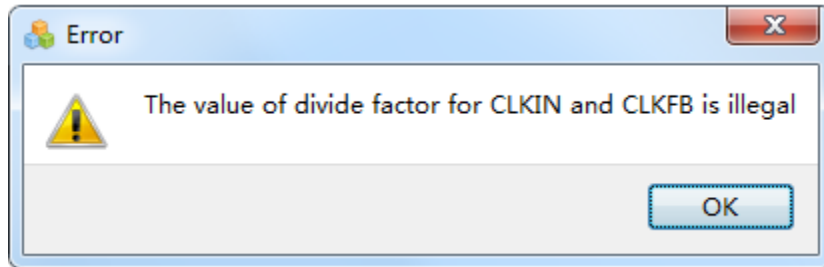 Error
The value of divide factor for CLKIN and CLKFB is illegal
OK